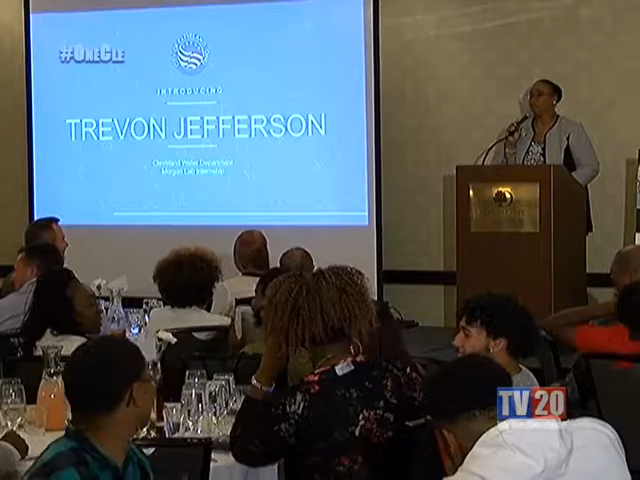 #ONECLE
INTRODUCING
TREVON JEFFERSON
Cleveland Water Department
Morgan Lab Internship
TV20